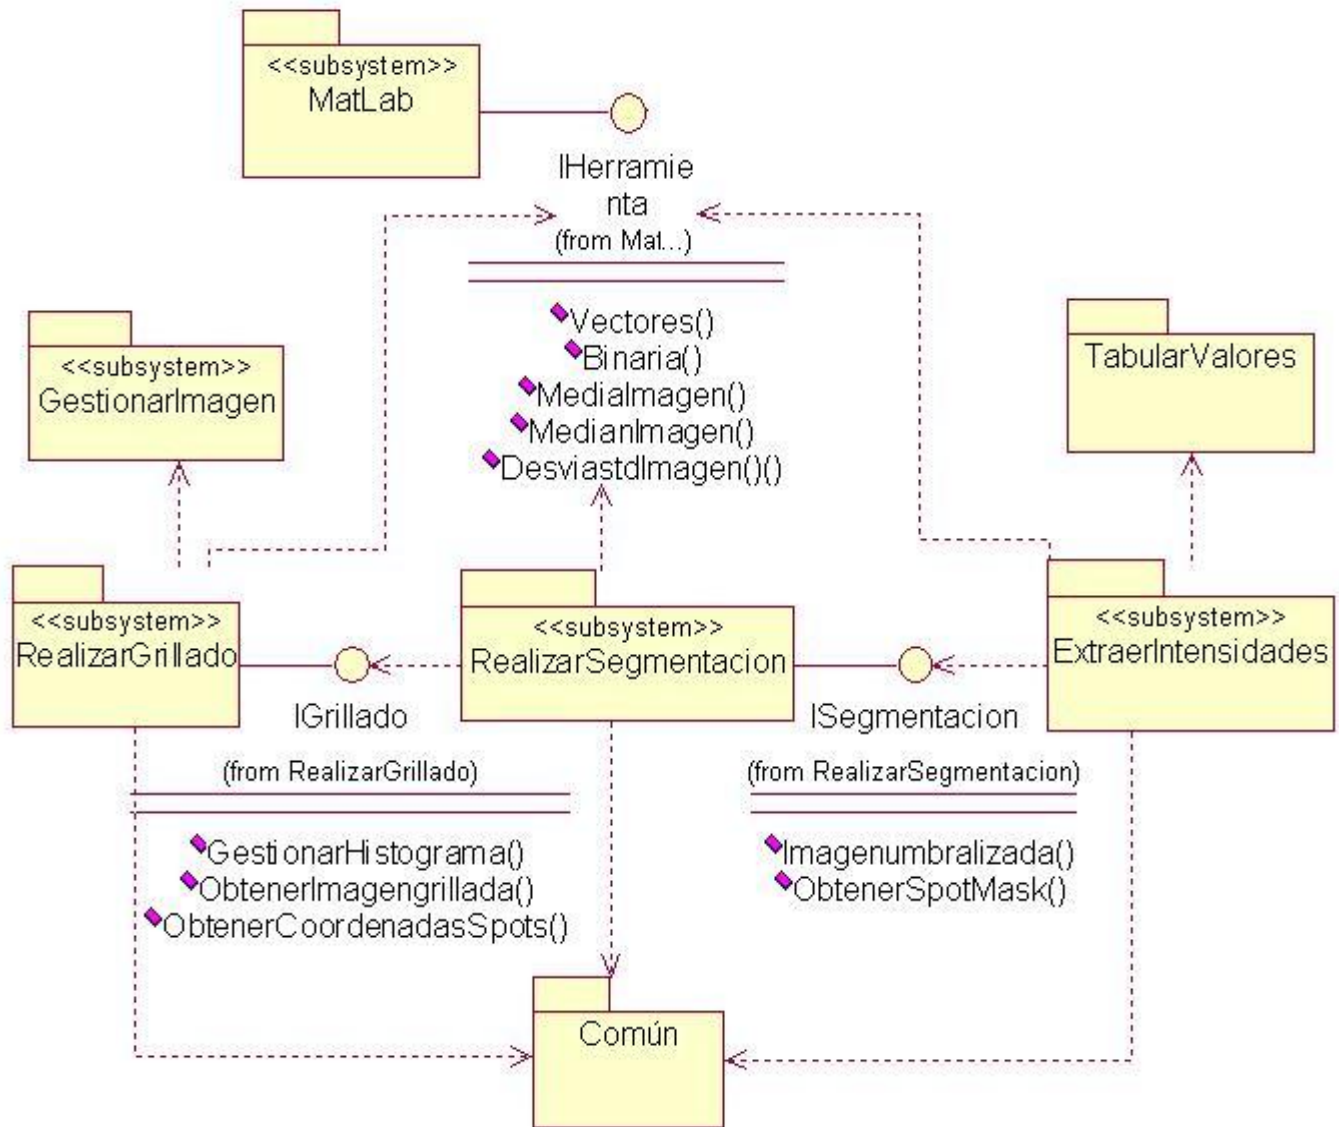 <<subsystem>>
MatLab
IHerramie
nta
(from Mat...)
Vectores()
Binaria()
MediaImagen()
MedianImagen()
DesviastdImagen()()
<<subsystem>>
GestionarImagen
TabularValores
<<subsystem>>
RealizarGrillado
<<subsystem>>
RealizarSegmentacion
<<subsystem>>
ExtraerIntensidades
IGrillado
(from RealizarGrillado)
GestionarHistograma()
ObtenerImagengrillada()
ObtenerCoordenadasSpots()
ISegmentacion
(from RealizarSegmentacion)
Imagenumbralizada()
ObtenerSpotMask()
Común